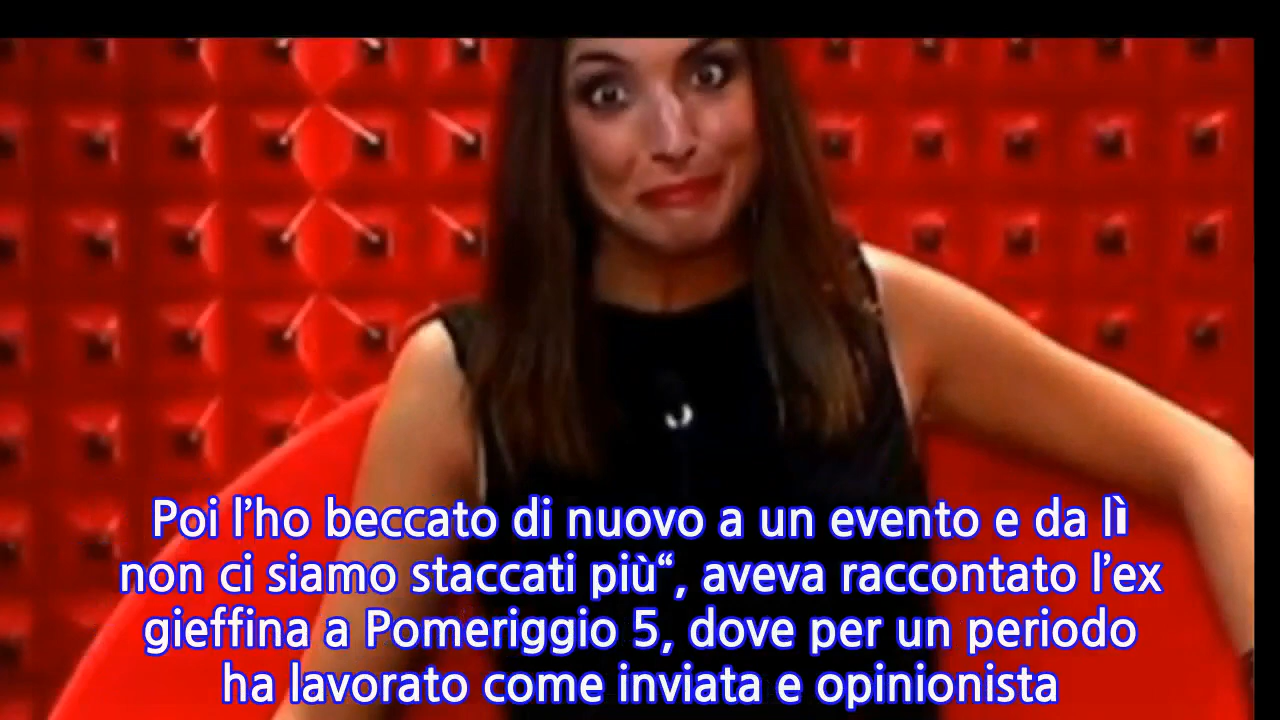 Poi l'ho beccato di nuovo a un evento e da lì
non ci siamo staccati più“, aveva raccontato l'ex
gieffina a Pomeriggio 5, dove per un periodo
ha lavorato come inviata e opinionista